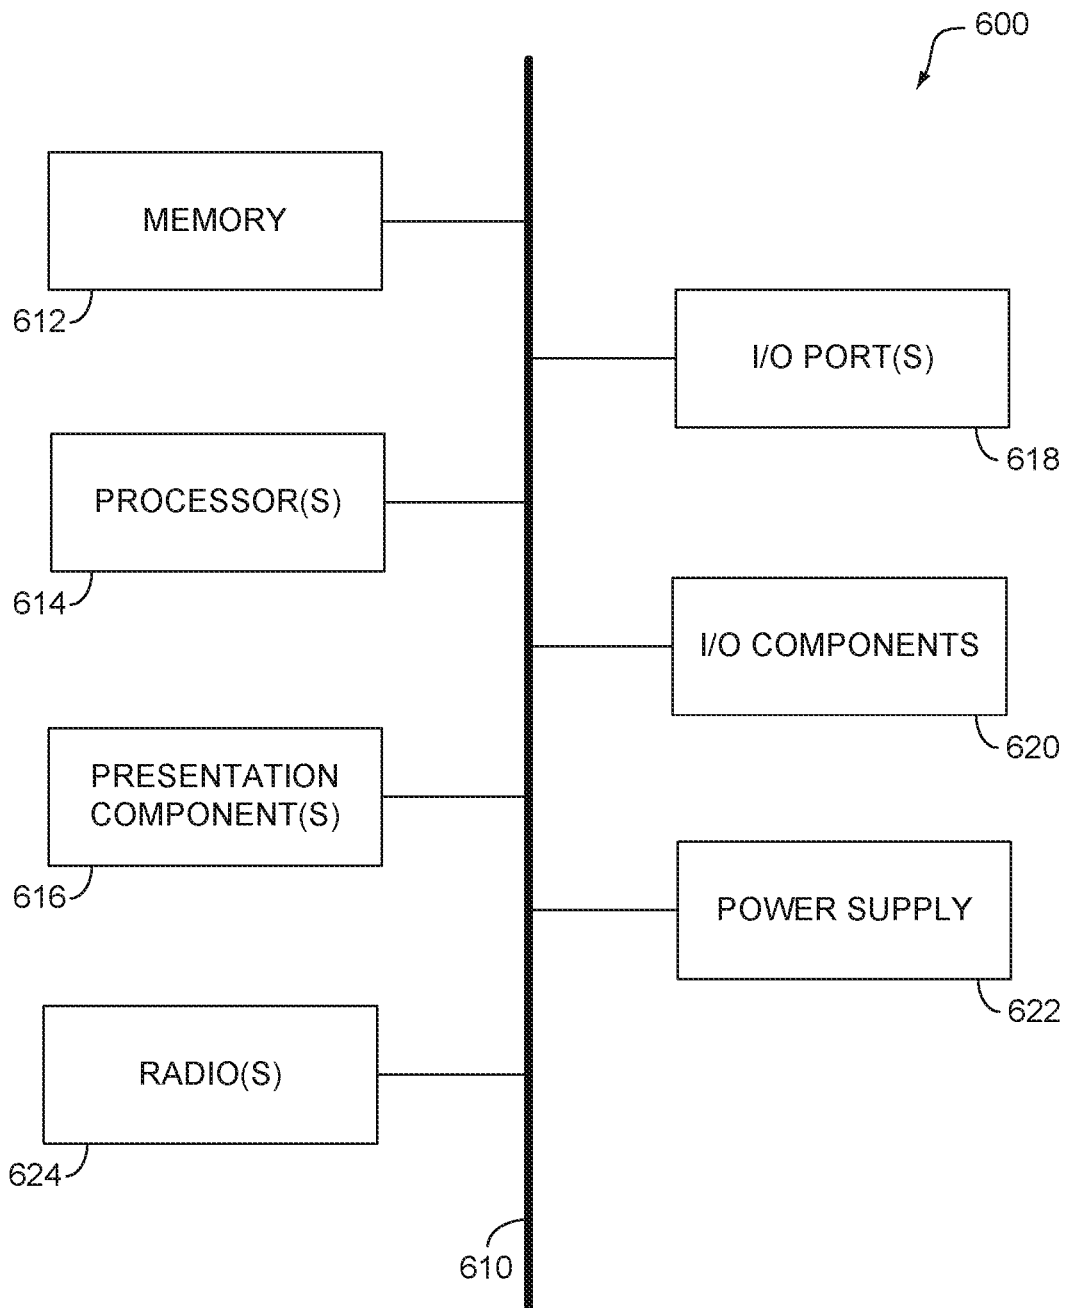 600
MEMORY
612
I/O PORT(S)
618
PROCESSOR(S)
614
I/O COMPONENTS
620
PRESENTATION
COMPONENT(S)
616
POWER SUPPLY
622
RADIO(S)
624
610